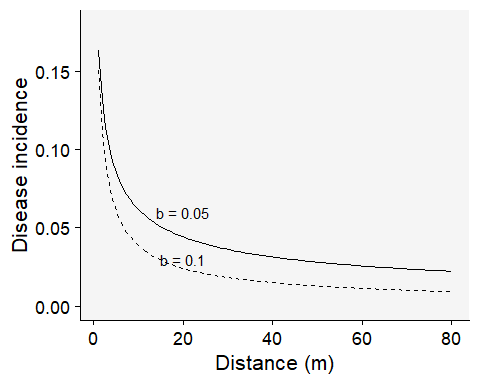 Disease incidence
0.15
0.10
0.05
0.00
b = 0.05
b = 0.1
0 20 40 60 80
Distance (m)